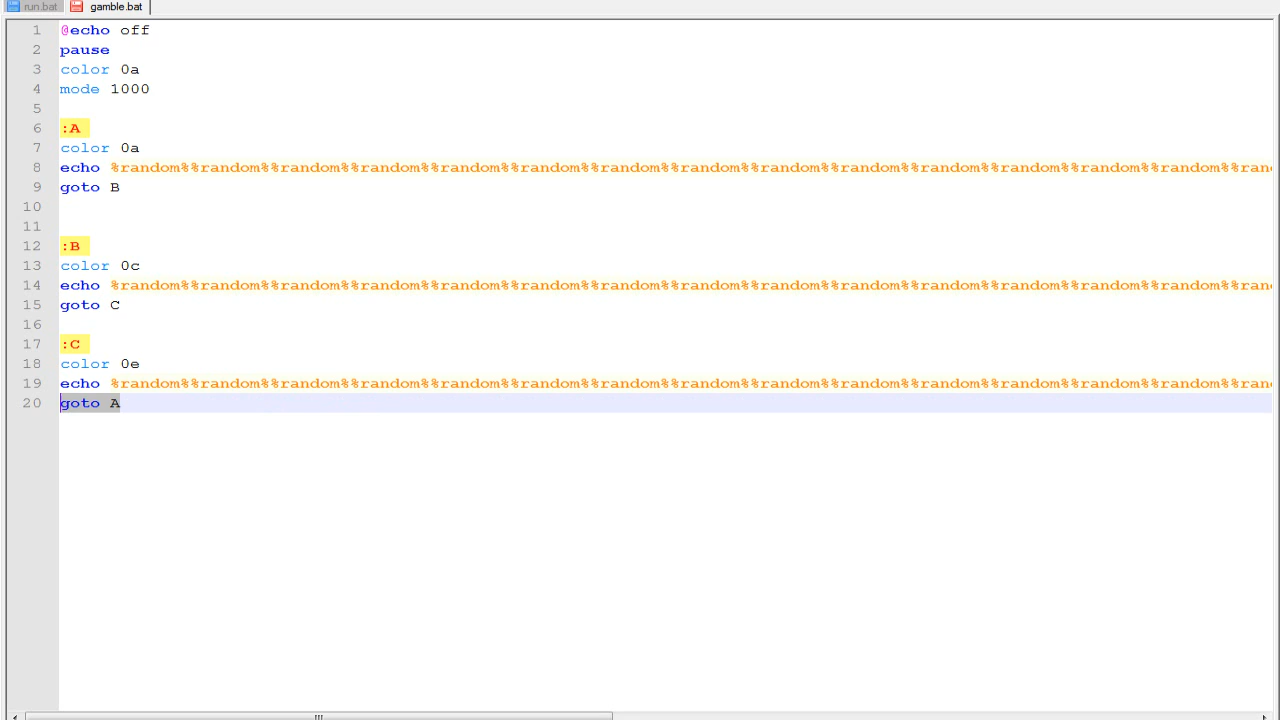 run.bat gamble.bat
1 @echo off
2 pause
3 color 0a
4 mode 1000
5
6 :A
7 color 0a
8 echo %random%%random%%random%%random%%random%%random%%random%%random%%random%%random%%random%%random%%random%%random%%ran
9 goto B
10
11
12 :B
13 color 0c
14 echo %random%%random%%random%%random%%random%%random%%random%%random%%random%%random%%random%%random%%random%%random%%ran
15 goto C
16
17 :C
18 color 0e
19 echo %random%%random%%random%%random%%random%%random%%random%%random%%random%%random%%random%%random%%random%%random%%ran
20 goto A